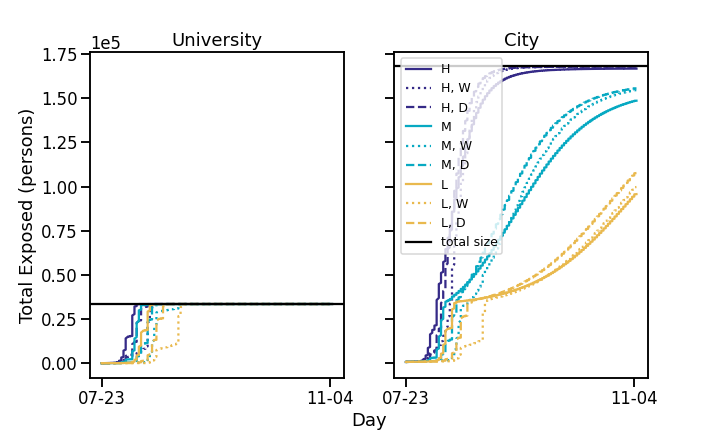 University
City
1e5
1.75
1.50
1.25
1.00
0.75
0.50
0.25
0.00
Total Exposed (persons)
H
H, W
H, D
M
M, W
M, D
L
L, W
L, D
total size
07-23
11-04
07-23
11-04
Day